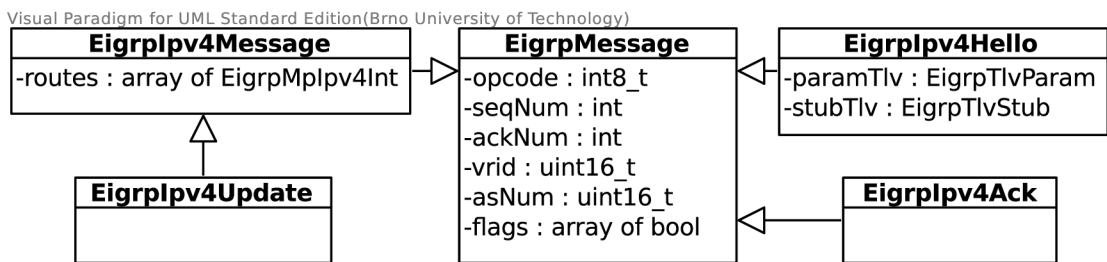 Visual Paradigm for UML Standard Edition(Brno University of Technology)
EigrpIpv4Message
-routes : array of EigrpMpIpv4Int
EigrpMessage
-opcode : int8_t
-seqNum : int
-ackNum : int
-vrid : uint16_t
-asNum : uint16_t
-flags : array of bool
EigrpIpv4Hello
-paramTlv : EigrpTlvParam
-stubTlv : EigrpTlvStub
EigrpIpv4Update
EigrpIpv4Ack